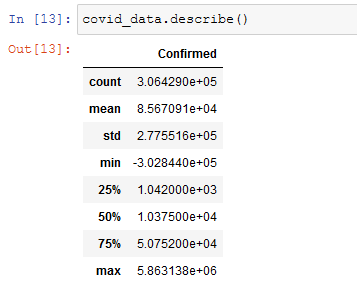 In [13]: covid_data.describe()
Out[13]:
Confirmed
count 3.064290e+05
mean 8.567091e+04
std 2.775516e+05
min -3.028440e+05
25% 1.042000e+03
50% 1.037500e+04
75% 5.075200e+04
max 5.863138e+06